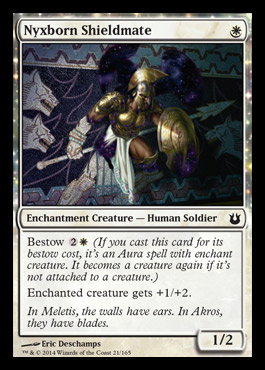 Nyxborn Shieldmate
Enchantment Creature — Human Soldier
Bestow 2 (If you cast this card for its
bestow cost, it's an Aura spell with enchant
creature. It becomes a creature again if it's
not attached to a creature.)
Enchanted creature gets +1/+2.
In Meletis, the walls have ears. In Akros,
they have blades.
1/2
Eric Deschamps
™ & © 2014 Wizards of the Coast 21/165